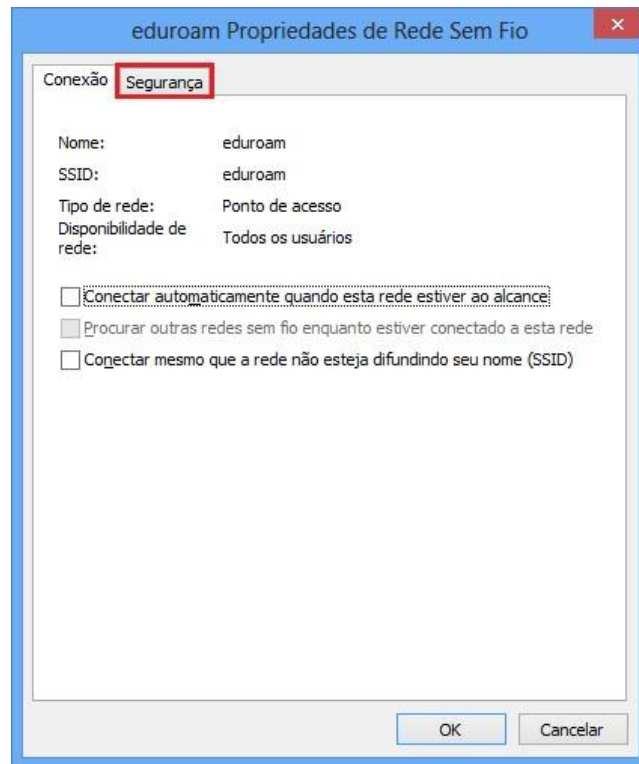 eduroam Propriedades de Rede Sem Fio
Conexão Segurança
Nome: eduroam
SSID: eduroam
Tipo de rede: Ponto de acesso
Disponibilidade de
rede: Todos os usuários
Conectar automaticamente quando esta rede estiver ao alcance
Procurar outras redes sem fio enquanto estiver conectado a esta rede
Conectar mesmo que a rede não esteja difundindo seu nome (SSID)
OK Cancelar